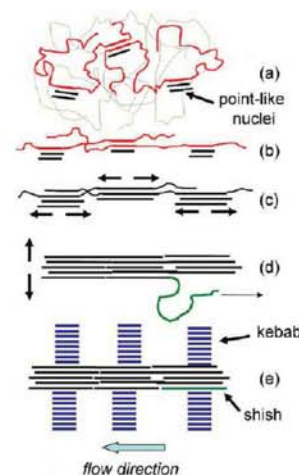 (a)
point-like
nuclei
(b)
(c)
(d)
kebab
(e)
shish
flow direction